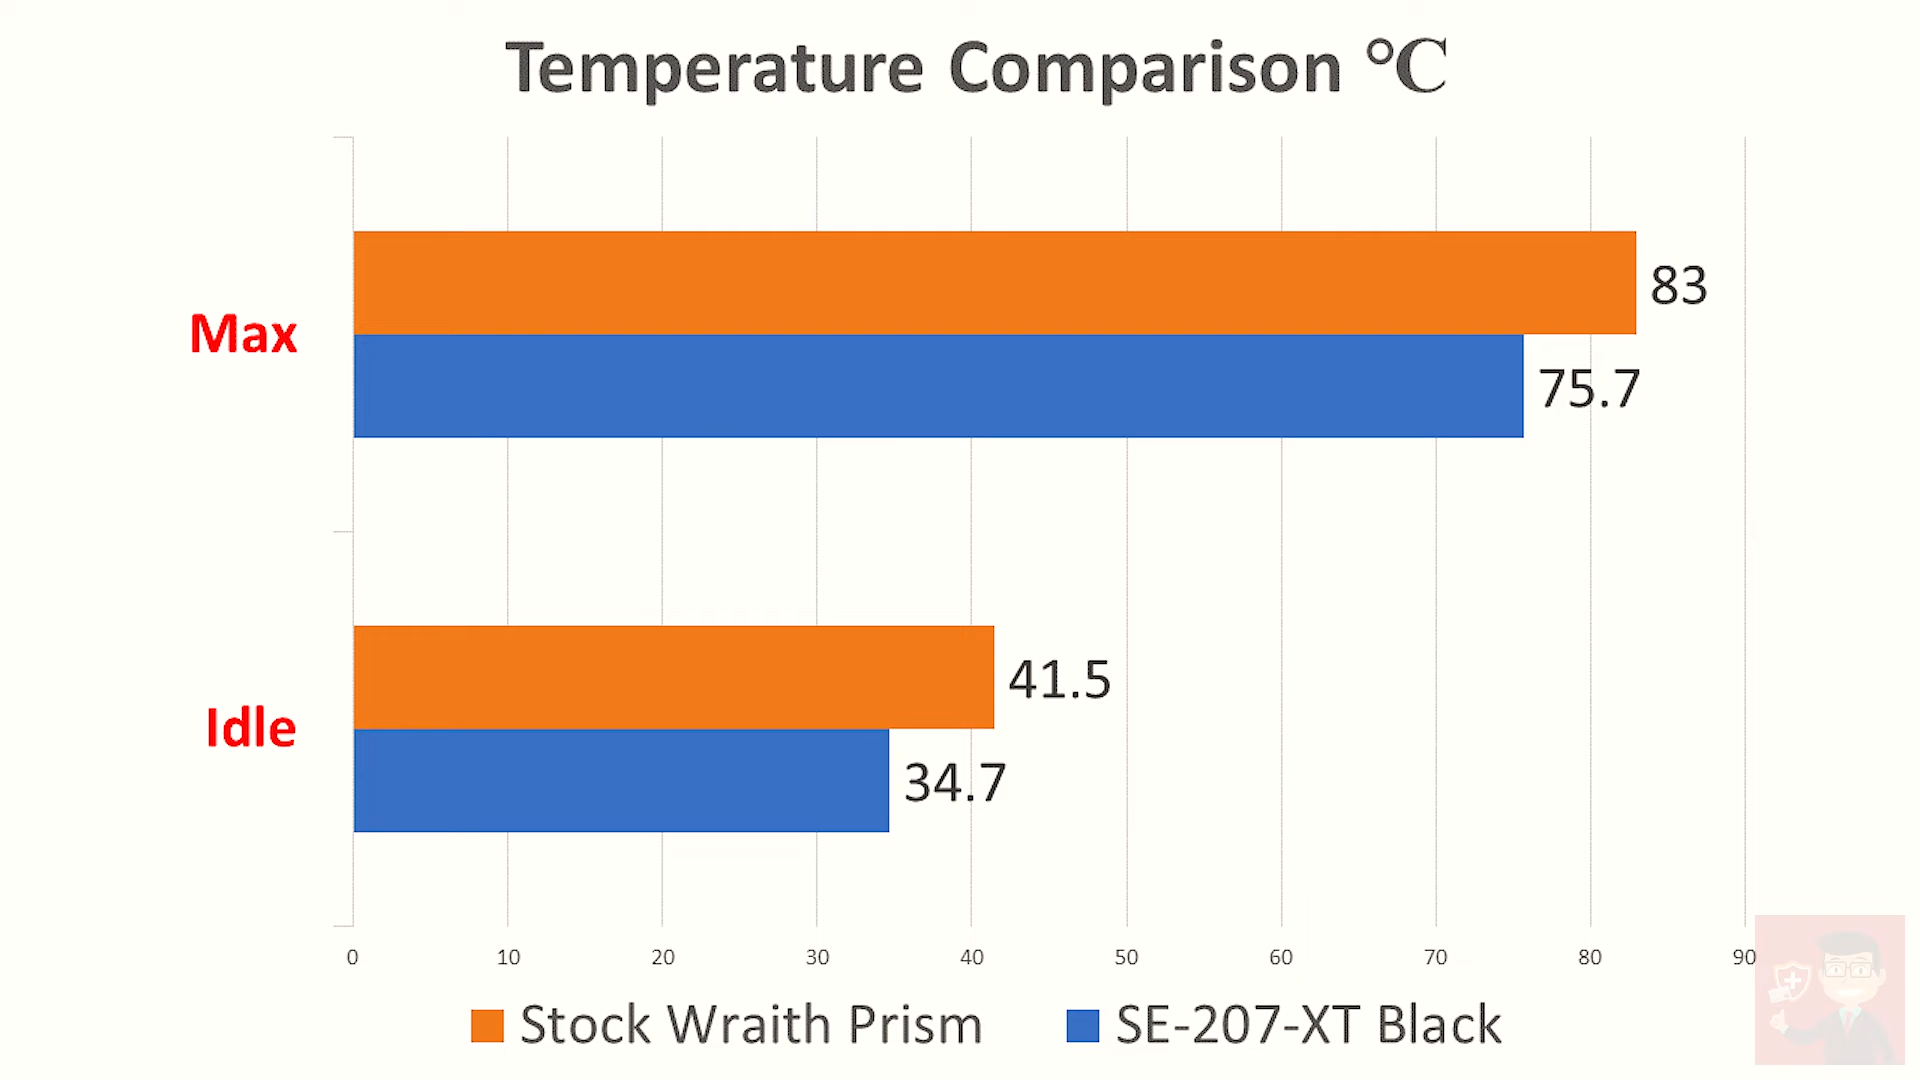 Temperature Comparison ℃
Max
83
75.7
Idle
41.5
34.7
0 10 20 30 40 50 60 70 80 90
Stock Wraith Prism SE-207-XT Black